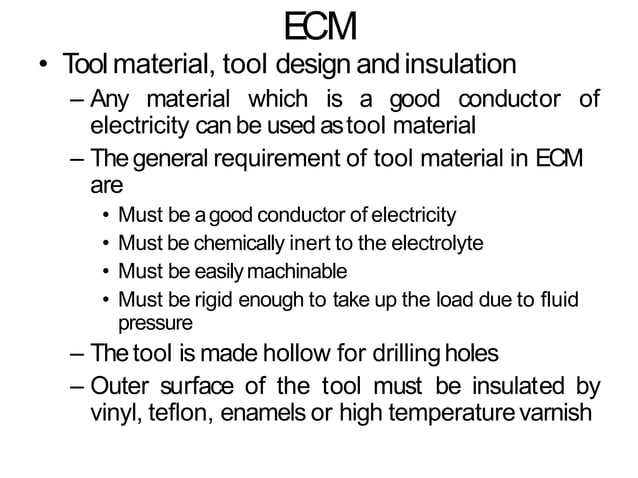 ECM
• Tool material, tool design and insulation
– Any material which is a good conductor of
electricity can be used as tool material
– The general requirement of tool material in ECM
are
• Must be a good conductor of electricity
• Must be chemically inert to the electrolyte
• Must be easily machinable
• Must be rigid enough to take up the load due to fluid
pressure
– The tool is made hollow for drilling holes
– Outer surface of the tool must be insulated by
vinyl, teflon, enamels or high temperature varnish